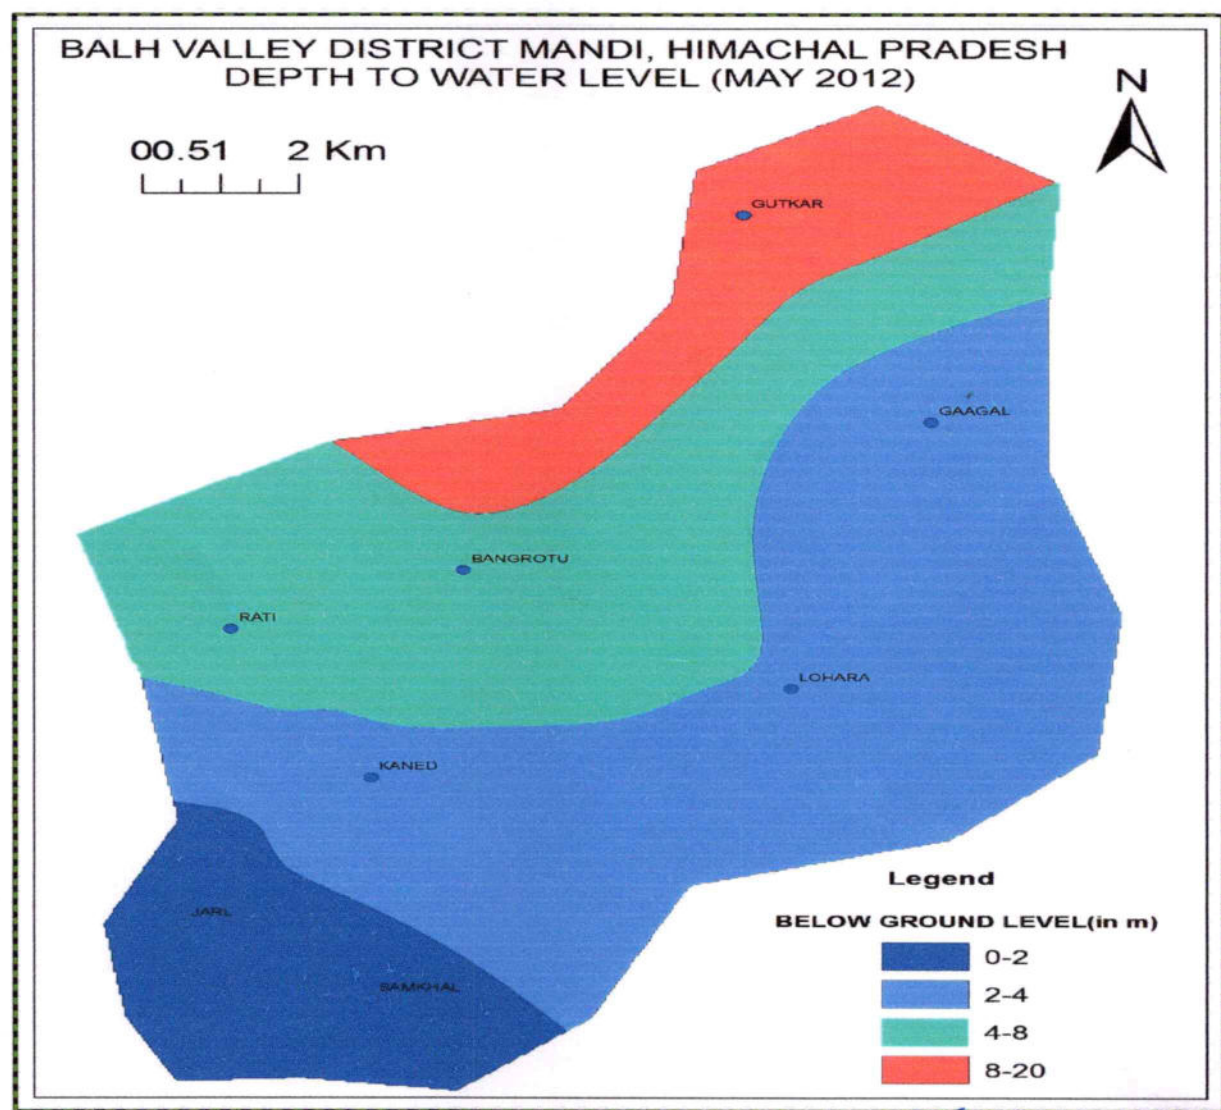 BALH VALLEY DISTRICT MANDI, HIMACHAL PRADESH
DEPTH TO WATER LEVEL (MAY 2012)
N
00.51 2 Km
GUTKAR
GAAGAL
BANGROTU
RATI
LOHARA
KANED
JARL
SAMKHAL
Legend
BELOW GROUND LEVEL(in m)
0-2
2-4
4-8
8-20